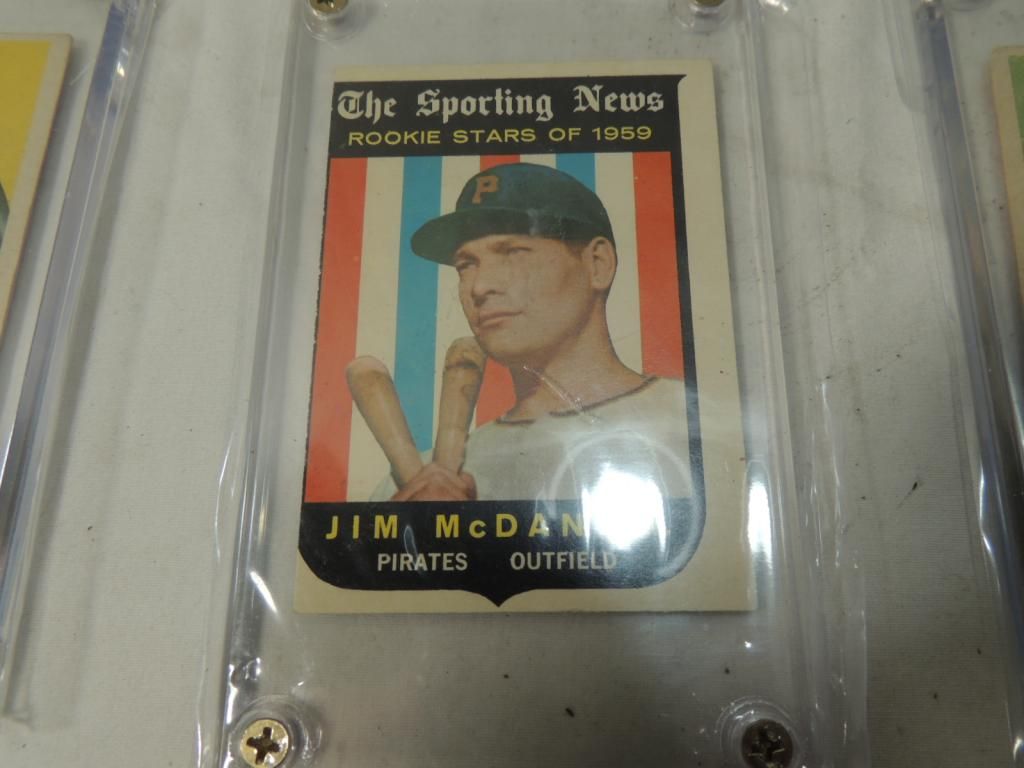 The Sporting News
ROOKIE STARS OF 1959
P
JIM McDAN
PIRATES OUTFIELD